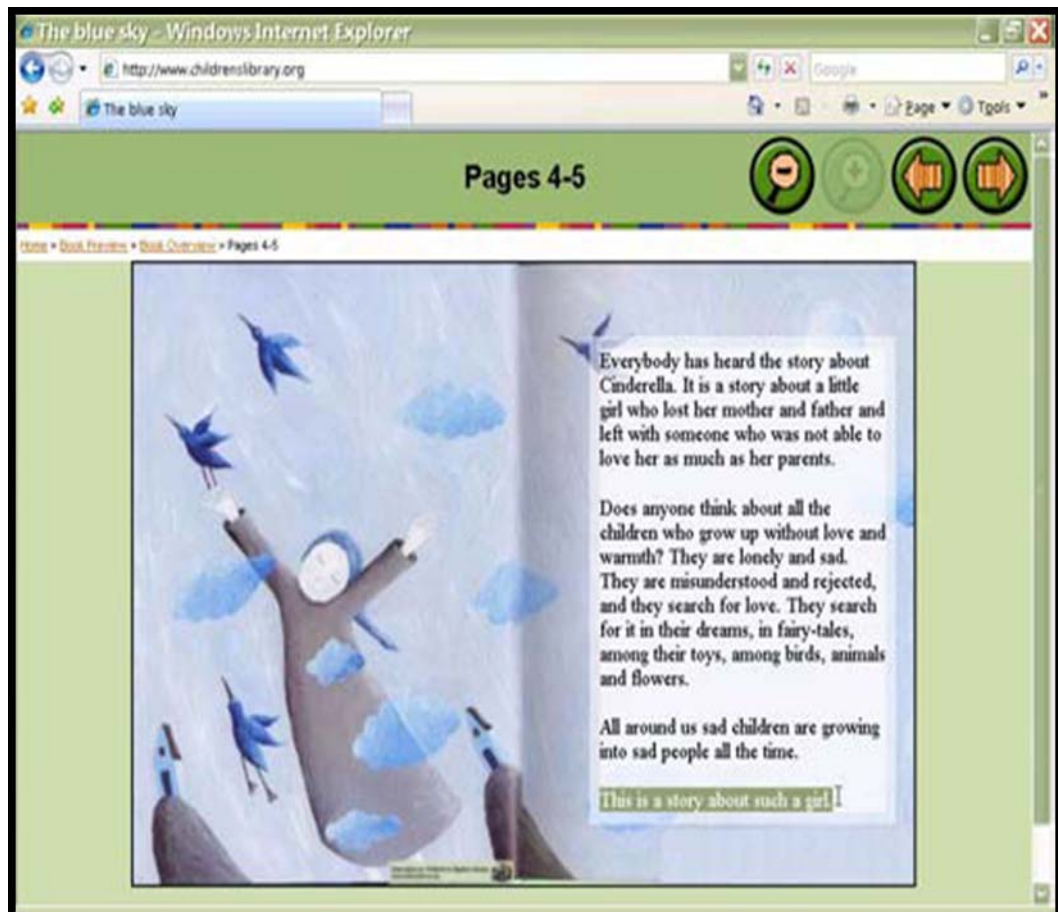 The blue sky - Windows Internet Explorer
http://www.childrenslibrary.org
Google
The blue sky
Page
Tools
Pages 4-5
Home » Book Preview » Book Overview » Pages 4-5
Everybody has heard the story about
Cinderella. It is a story about a little
girl who lost her mother and father and
left with someone who was not able to
love her as much as her parents.
Does anyone think about all the
children who grow up without love and
warmth? They are lonely and sad.
They are misunderstood and rejected,
and they search for love. They search
for it in their dreams, in fairy-tales,
among their toys, among birds, animals
and flowers.
All around us sad children are growing
into sad people all the time.
This is a story about such a girl.